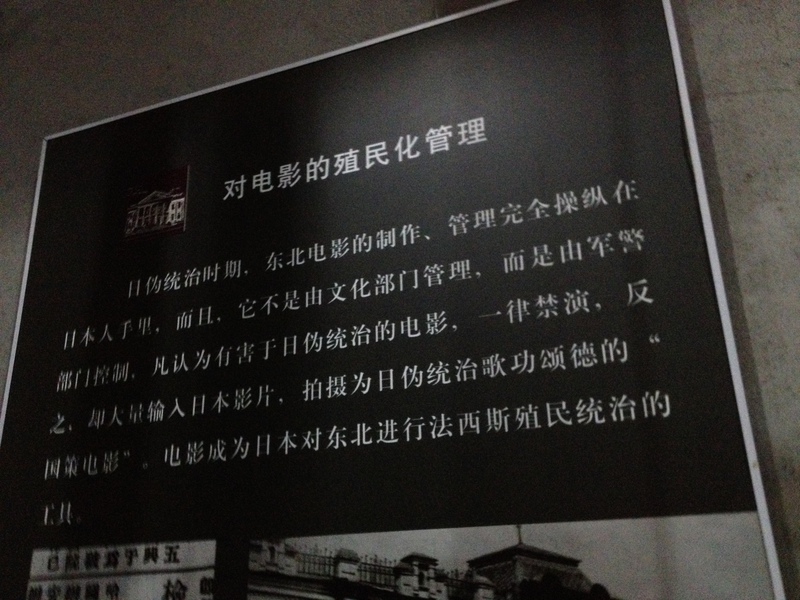 对电影的殖民化管理
日伪统治时期，东北电影的制作、管理完全操纵在
日本人手里，而且，它不是由文化部门管理，而是由军警
部门控制，凡认为有害于日伪统治的电影，一律禁演，反
之，却大量输入日本影片，拍摄为日伪统治歌功颂德的“
国策电影”。电影成为日本对东北进行法西斯殖民统治的
工具。